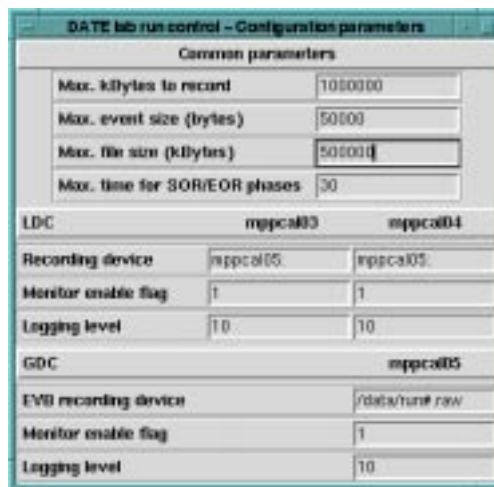 DATE lab run control – Configuration parameters
Common parameters
Max. kBytes to record 1000000
Max. event size (bytes) 50000
Max. file size (kBytes) 500000
Max. time for SOR/EOR phases 30
LDC mppcal03 mppcal04
Recording device mppcal05: mppcal05:
Monitor enable flag 1 1
Logging level 10 10
GDC mppcal05
EVB recording device /data/run#.raw
Monitor enable flag 1
Logging level 10